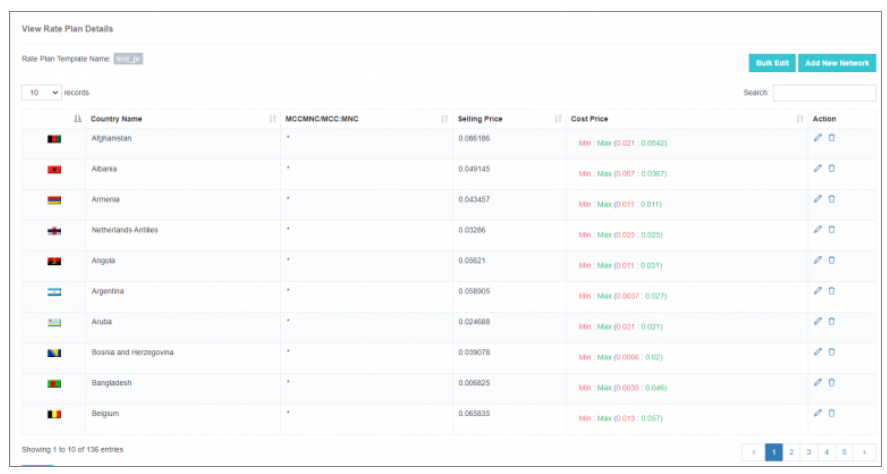 View Rate Plan Details
Rate Plan Template Name: test_pr
Bulk Edit Add New Network
10 records Search:
Country Name MCCMNC/MCC:MNC Selling Price Cost Price Action
Afghanistan * 0.086186 Min : Max (0.021 : 0.0542)
Albania * 0.049145 Min : Max (0.007 : 0.0367)
Armenia * 0.043457 Min : Max (0.011 : 0.011)
Netherlands Antilles * 0.03286 Min : Max (0.025 : 0.025)
Angola * 0.05621 Min : Max (0.011 : 0.031)
Argentina * 0.058905 Min : Max (0.0037 : 0.027)
Aruba * 0.024688 Min : Max (0.021 : 0.021)
Bosnia and Herzegovina * 0.039078 Min : Max (0.0056 : 0.02)
Bangladesh * 0.006825 Min : Max (0.0035 : 0.046)
Belgium * 0.065835 Min : Max (0.013 : 0.057)
Showing 1 to 10 of 136 entries
‹ 1 2 3 4 5 ›